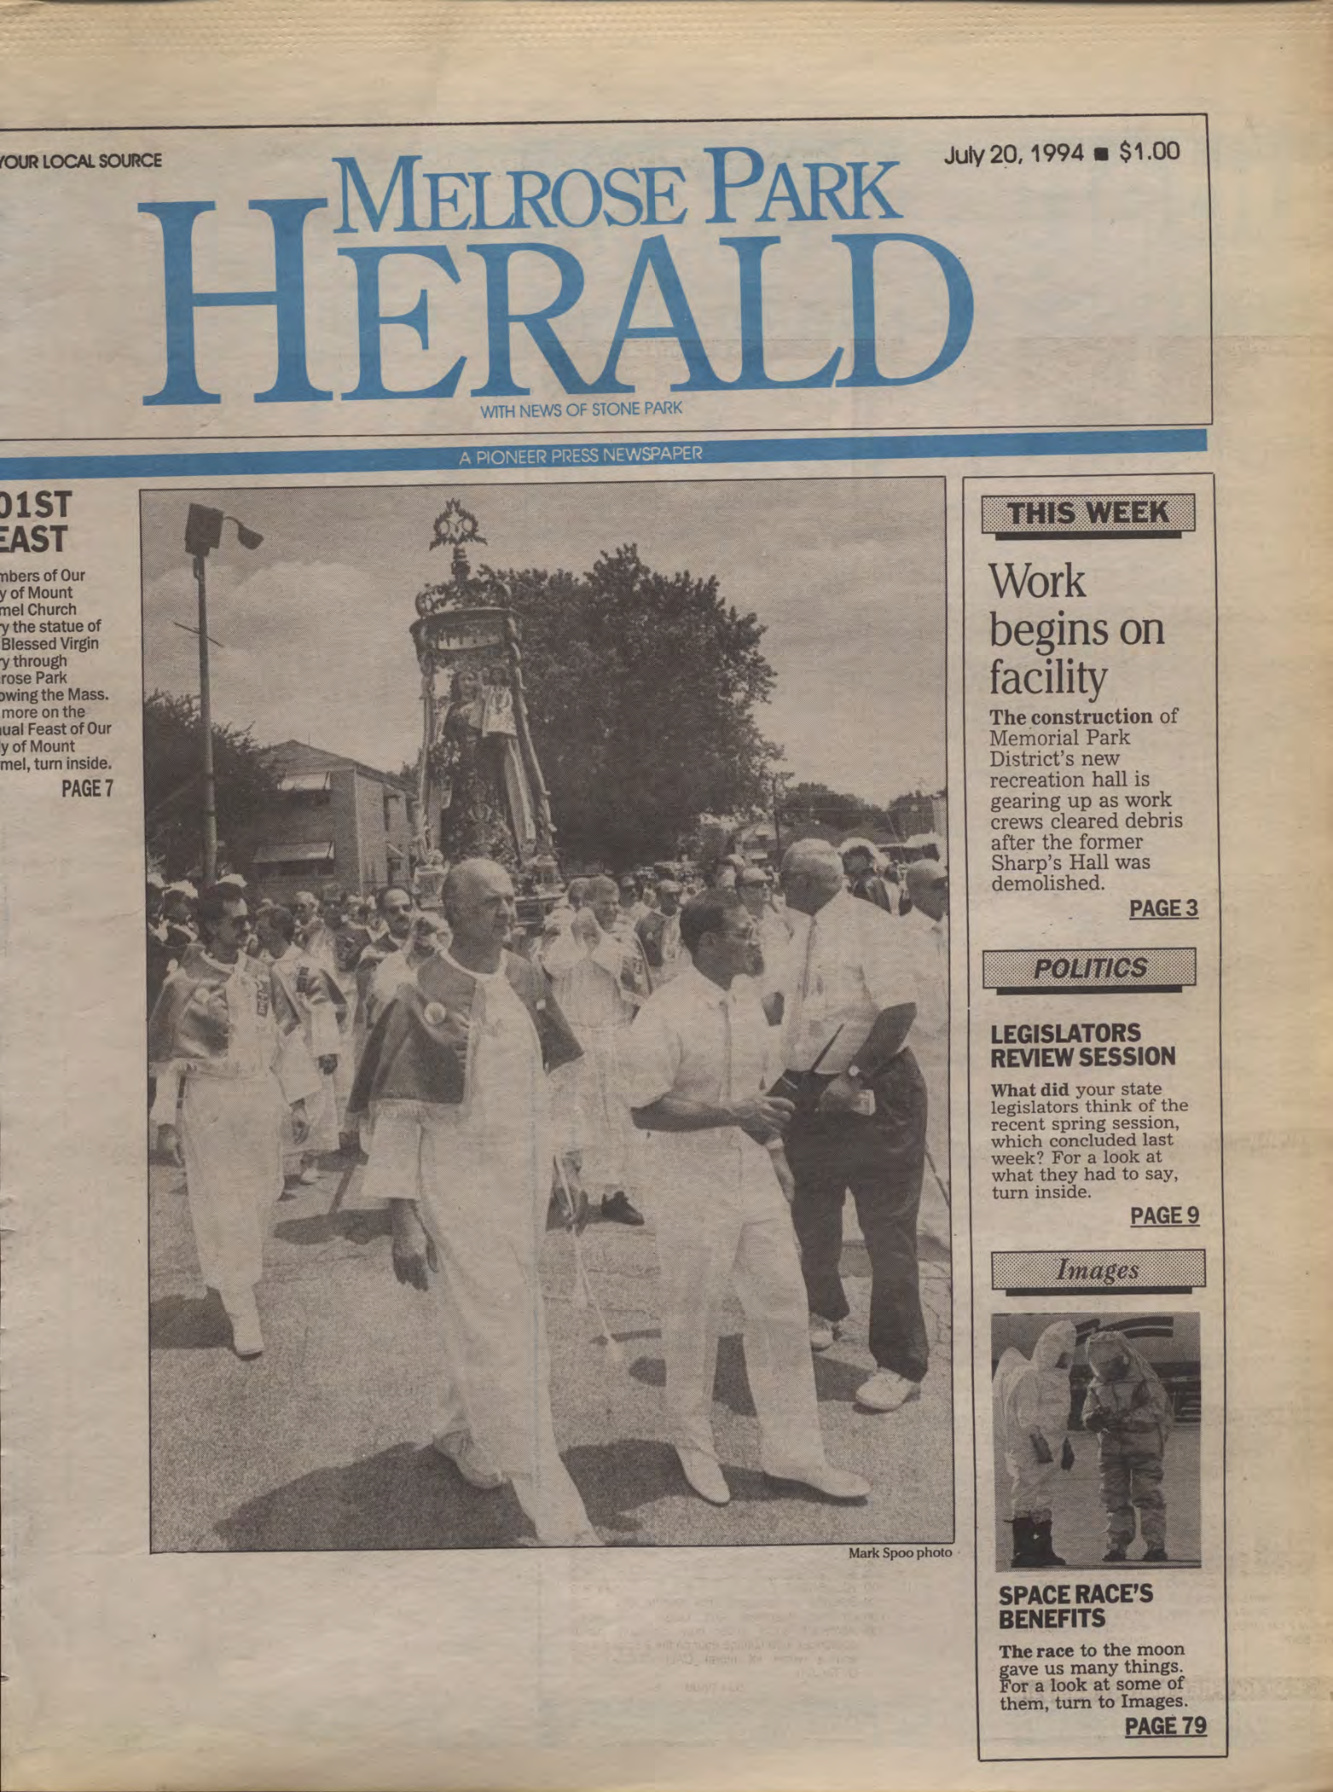 YOUR LOCAL SOURCE
July 20, 1994 ■ $1.00
MELROSE PARK
HERALD
WITH NEWS OF STONE PARK
A PIONEER PRESS NEWSPAPER
01ST
EAST
mbers of Our
y of Mount
mel Church
ry the statue of
Blessed Virgin
ry through
rose Park
owing the Mass.
more on the
ual Feast of Our
ly of Mount
mel, turn inside.
PAGE 7
Mark Spoo photo
THIS WEEK
Work
begins on
facility
The construction of
Memorial Park
District's new
recreation hall is
gearing up as work
crews cleared debris
after the former
Sharp's Hall was
demolished.
PAGE 3
POLITICS
LEGISLATORS
REVIEW SESSION
What did your state
legislators think of the
recent spring session,
which concluded last
week? For a look at
what they had to say,
turn inside.
PAGE 9
Images
SPACE RACE'S
BENEFITS
The race to the moon
gave us many things.
For a look at some of
them, turn to Images.
PAGE 79